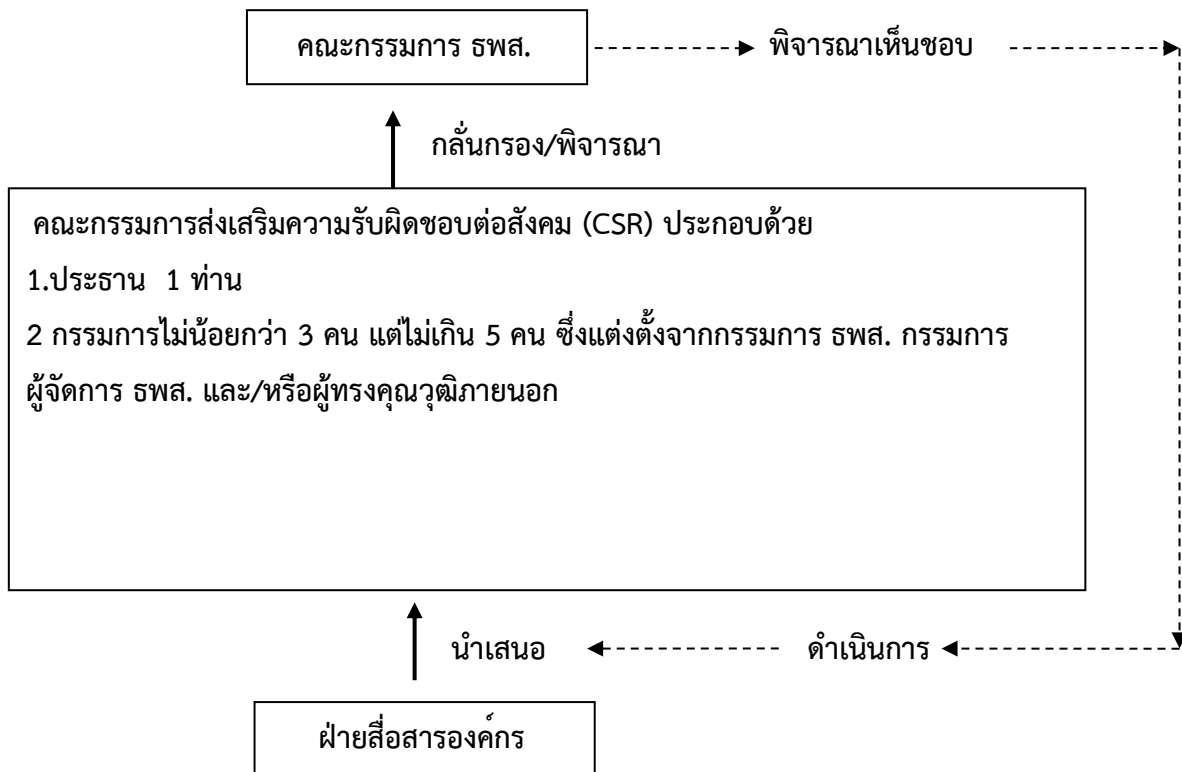 คณะกรรมการ ธพส.
พิจารณาเห็นชอบ
กลั่นกรอง/พิจารณา
คณะกรรมการส่งเสริมความรับผิดชอบต่อสังคม (CSR) ประกอบด้วย
1.ประธาน 1 ท่าน
2 กรรมการไม่น้อยกว่า 3 คน แต่ไม่เกิน 5 คน ซึ่งแต่งตั้งจากกรรมการ ธพส. กรรมการ
ผู้จัดการ ธพส. และ/หรือผู้ทรงคุณวุฒิภายนอก
นำเสนอ
ดำเนินการ
ฝ่ายสื่อสารองค์กร